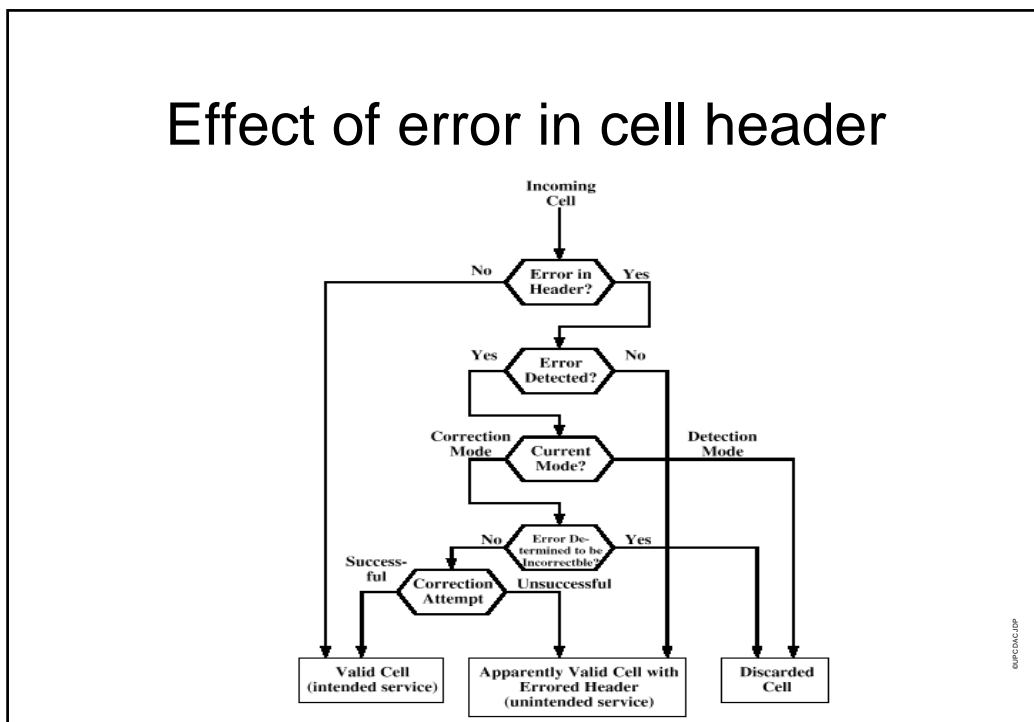 Effect of error in cell header
Incoming
Cell
No
Error in
Header?
Yes
Yes
Error
Detected?
No
Correction
Mode
Current
Mode?
Detection
Mode
No
Error De-
termined to be
Incorrectble?
Yes
Success-
ful
Correction
Attempt
Unsuccessful
Valid Cell
(intended service)
Apparently Valid Cell with
Errored Header
(unintended service)
Discarded
Cell